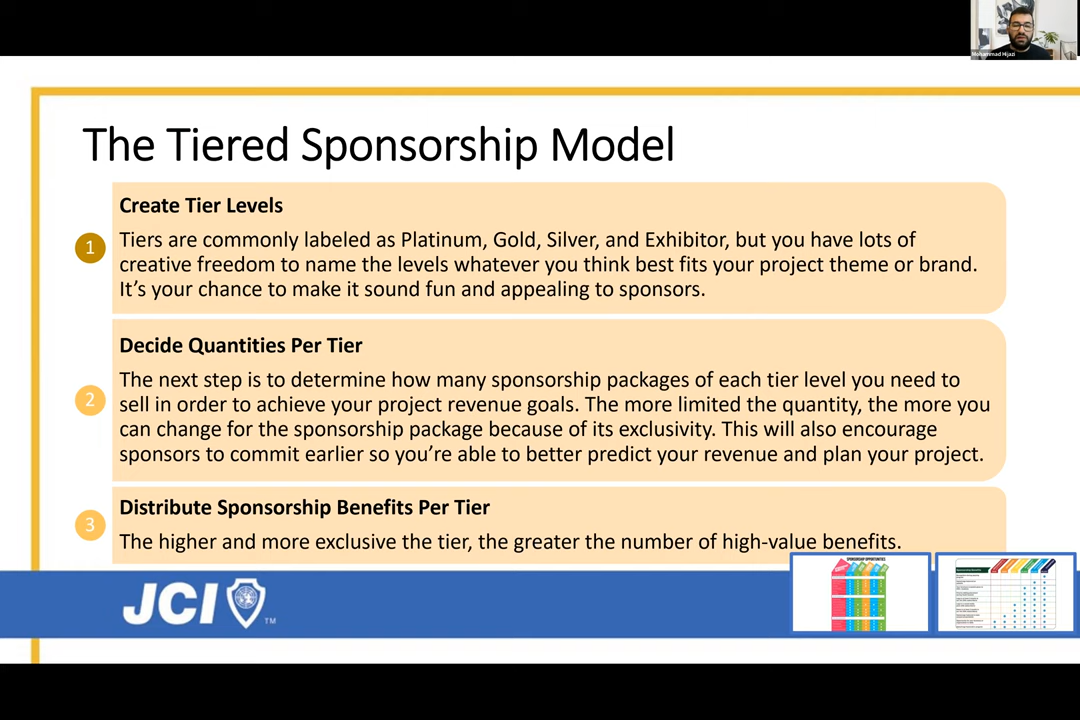 Mohammad Hijazi
The Tiered Sponsorship Model
Create Tier Levels
1
Tiers are commonly labeled as Platinum, Gold, Silver, and Exhibitor, but you have lots of
creative freedom to name the levels whatever you think best fits your project theme or brand.
It’s your chance to make it sound fun and appealing to sponsors.
Decide Quantities Per Tier
2
The next step is to determine how many sponsorship packages of each tier level you need to
sell in order to achieve your project revenue goals. The more limited the quantity, the more you
can change for the sponsorship package because of its exclusivity. This will also encourage
sponsors to commit earlier so you’re able to better predict your revenue and plan your project.
Distribute Sponsorship Benefits Per Tier
3
The higher and more exclusive the tier, the greater the number of high-value benefits.
JCI
TM
SPONSORSHIP OPPORTUNITIES